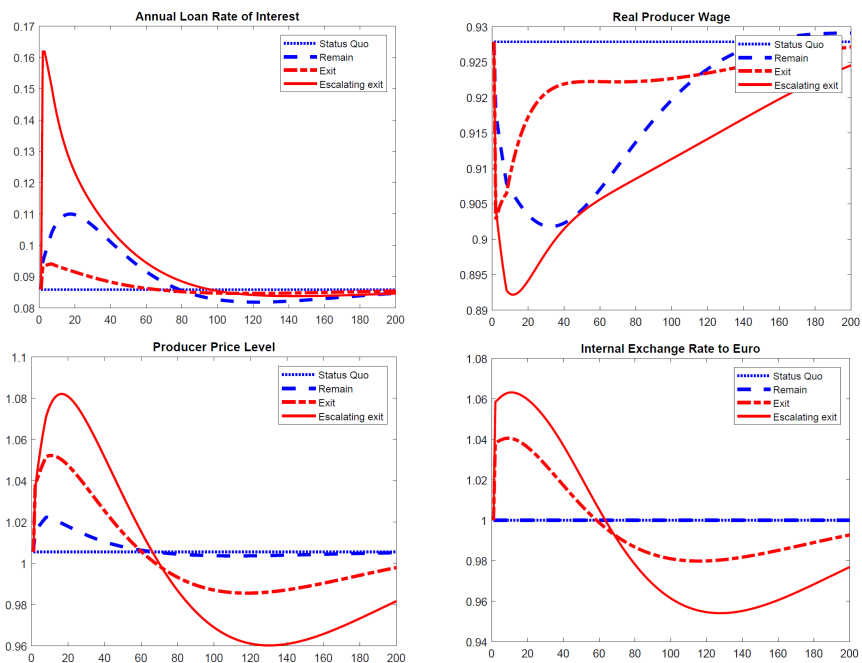 Annual Loan Rate of Interest
0.17
0.16
0.15
0.14
0.13
0.12
0.11
0.1
0.09
0.08
0 20 40 60 80 100 120 140 160 180 200
Status Quo
Remain
Exit
Escalating exit
Real Producer Wage
0.93
0.925
0.92
0.915
0.91
0.905
0.9
0.895
0.89
0 20 40 60 80 100 120 140 160 180 200
Status Quo
Remain
Exit
Escalating exit
Producer Price Level
1.1
1.08
1.06
1.04
1.02
1
0.98
0.96
0 20 40 60 80 100 120 140 160 180 200
Status Quo
Remain
Exit
Escalating exit
Internal Exchange Rate to Euro
1.08
1.06
1.04
1.02
1
0.98
0.96
0.94
0 20 40 60 80 100 120 140 160 180 200
Status Quo
Remain
Exit
Escalating exit